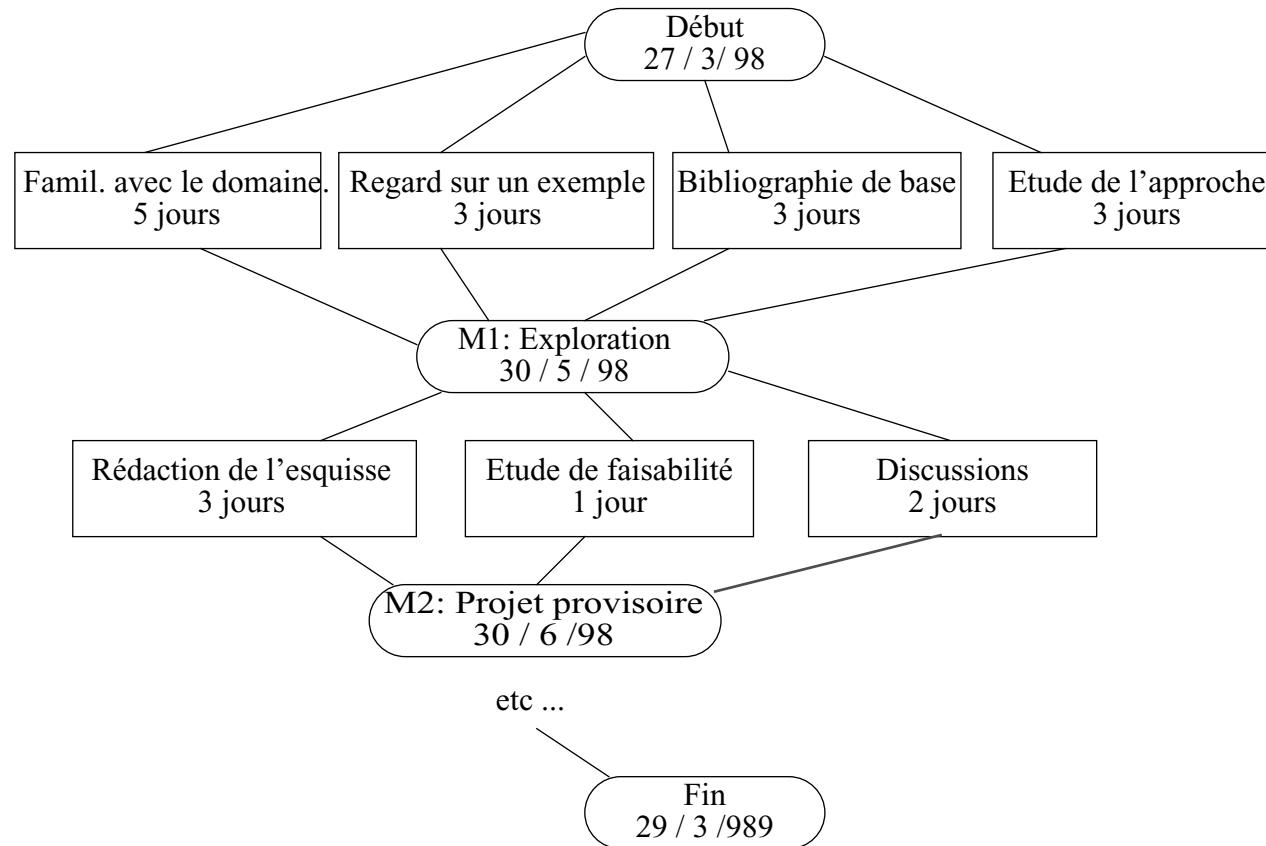 Début
27 / 3/ 98
Famil. avec le domaine.
5 jours
Regard sur un exemple
3 jours
Bibliographie de base
3 jours
Etude de l’approche
3 jours
M1: Exploration
30 / 5 / 98
Rédaction de l’esquisse
3 jours
Etude de faisabilité
1 jour
Discussions
2 jours
M2: Projet provisoire
30 / 6 /98
etc ...
Fin
29 / 3 /989